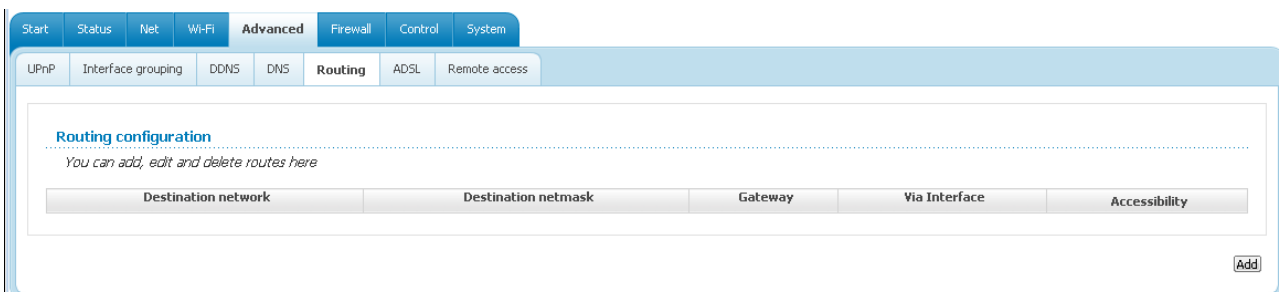 Start Status Net Wi-Fi Advanced Firewall Control System
UPnP Interface grouping DDNS DNS Routing ADSL Remote access
Routing configuration
You can add, edit and delete routes here
Destination network Destination netmask Gateway Via Interface Accessibility
Add